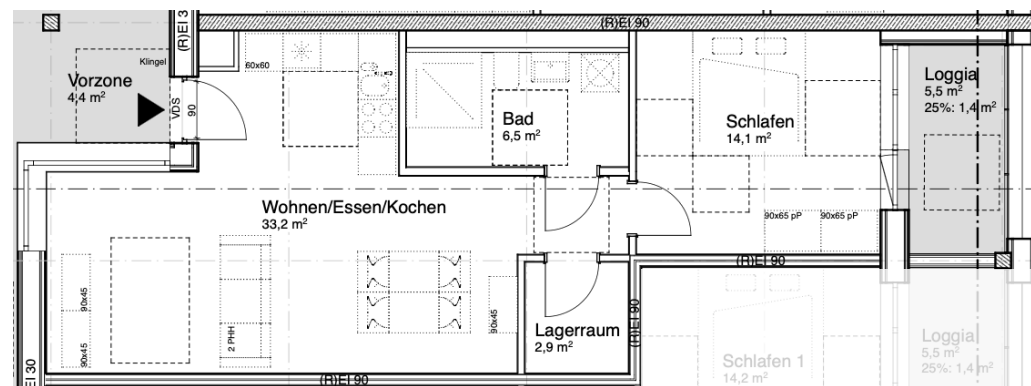 (R)EI 90
(R)EI 3
Klingel
Vorzone
4,4 m²
VDS
90
60x60
Bad
6,5 m²
Schlafen
14,1 m²
Loggia
5,5 m²
25%: 1,4 m²
Wohnen/Essen/Kochen
33,2 m²
90x65 pP
90x65 pP
(R)EI 90
90x45
90x45
2 PHH
90x45
Lagerraum
2,9 m²
(R)EI 90
Schlafen 1
14,2 m²
Loggia
5,5 m²
25%: 1,4 m²
EI 30
(R)EI 90